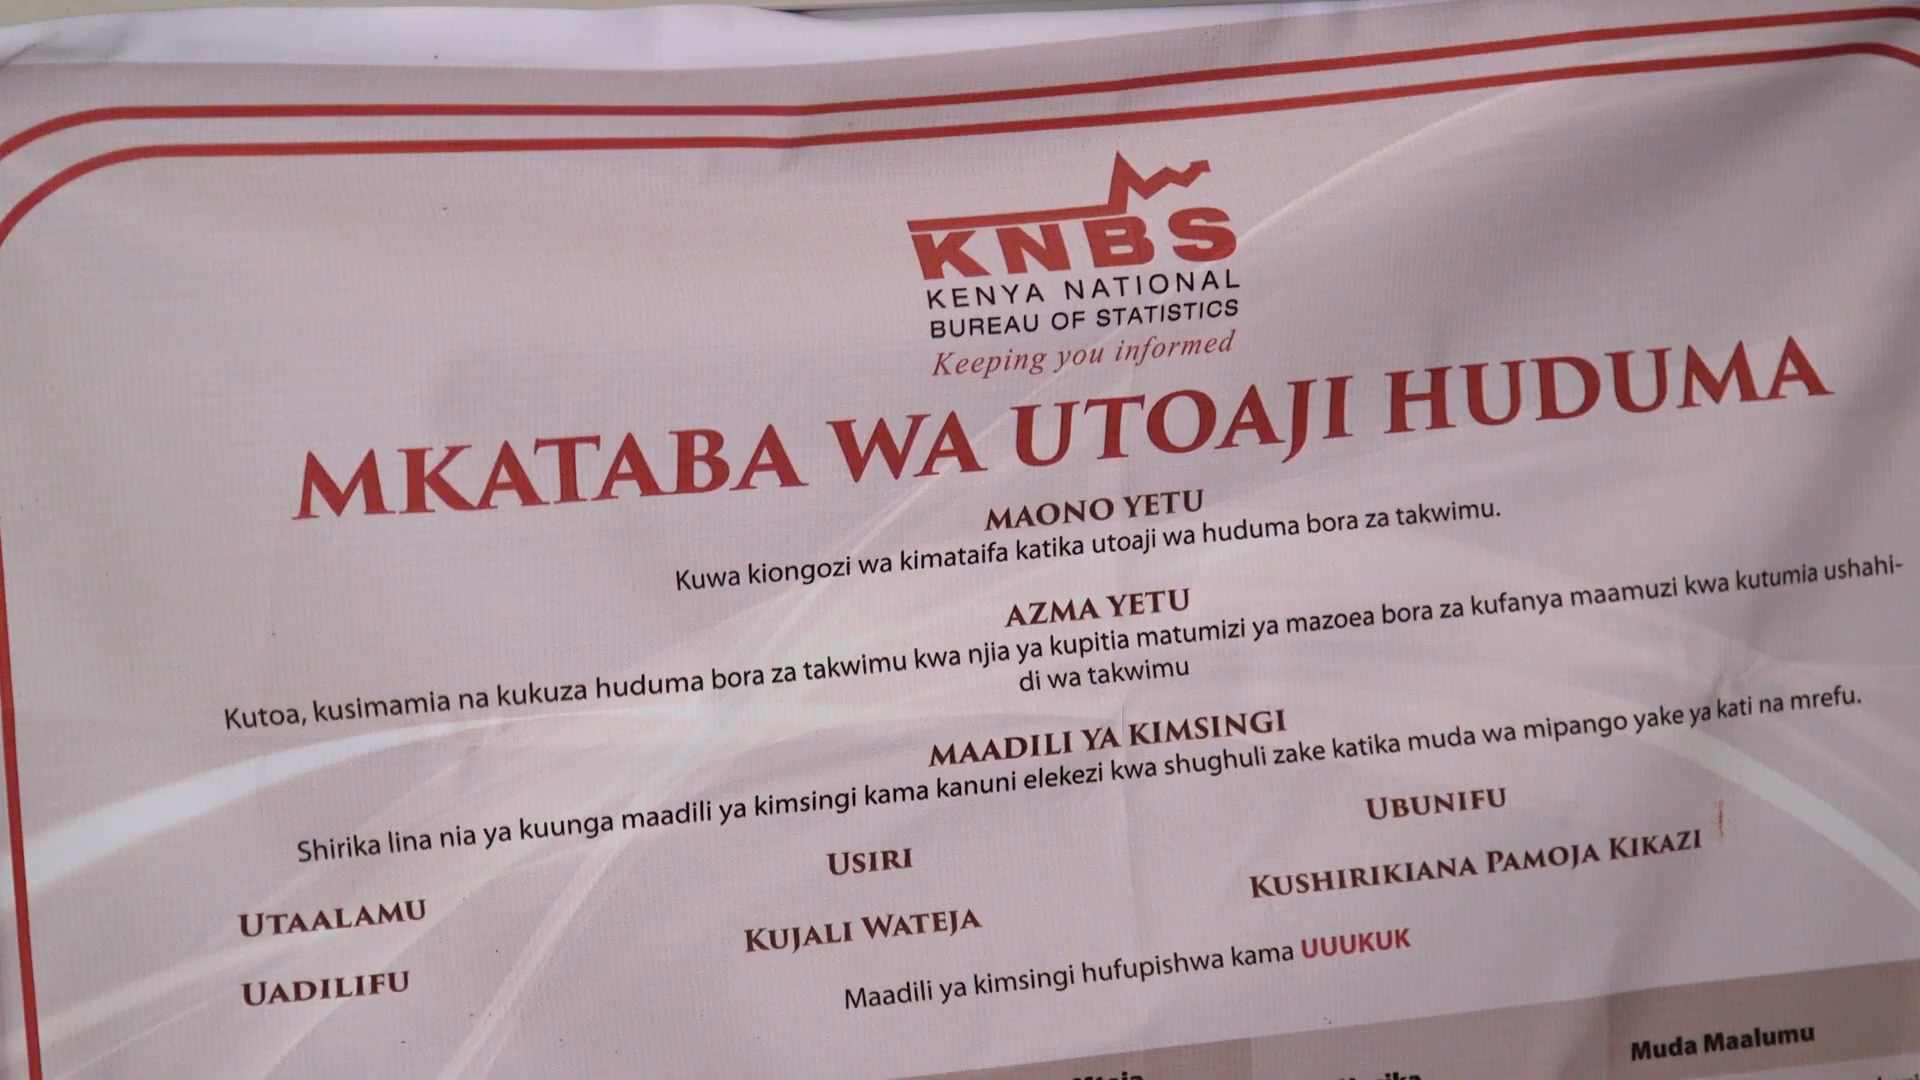 KNBS
KENYA NATIONAL
BUREAU OF STATISTICS
Keeping you informed
MKATABA WA UTOAJI HUDUMA
MAONO YETU
Kuwa kiongozi wa kimataifa katika utoaji wa huduma bora za takwimu.
AZMA YETU
Kutoa, kusimamia na kukuza huduma bora za takwimu kwa njia ya kupitia matumizi ya mazoea bora za kufanya maamuzi kwa kutumia ushahi-
di wa takwimu
MAADILI YA KIMSINGI
Shirika lina nia ya kuunga maadili ya kimsingi kama kanuni elekezi kwa shughuli zake katika muda wa mipango yake ya kati na mrefu.
UTAALAMU
USIRI
UBUNIFU
UADILIFU
KUJALI WATEJA
KUSHIRIKIANA PAMOJA KIKAZI
Maadili ya kimsingi hufupishwa kama UUUKUK
Muda Maalumu